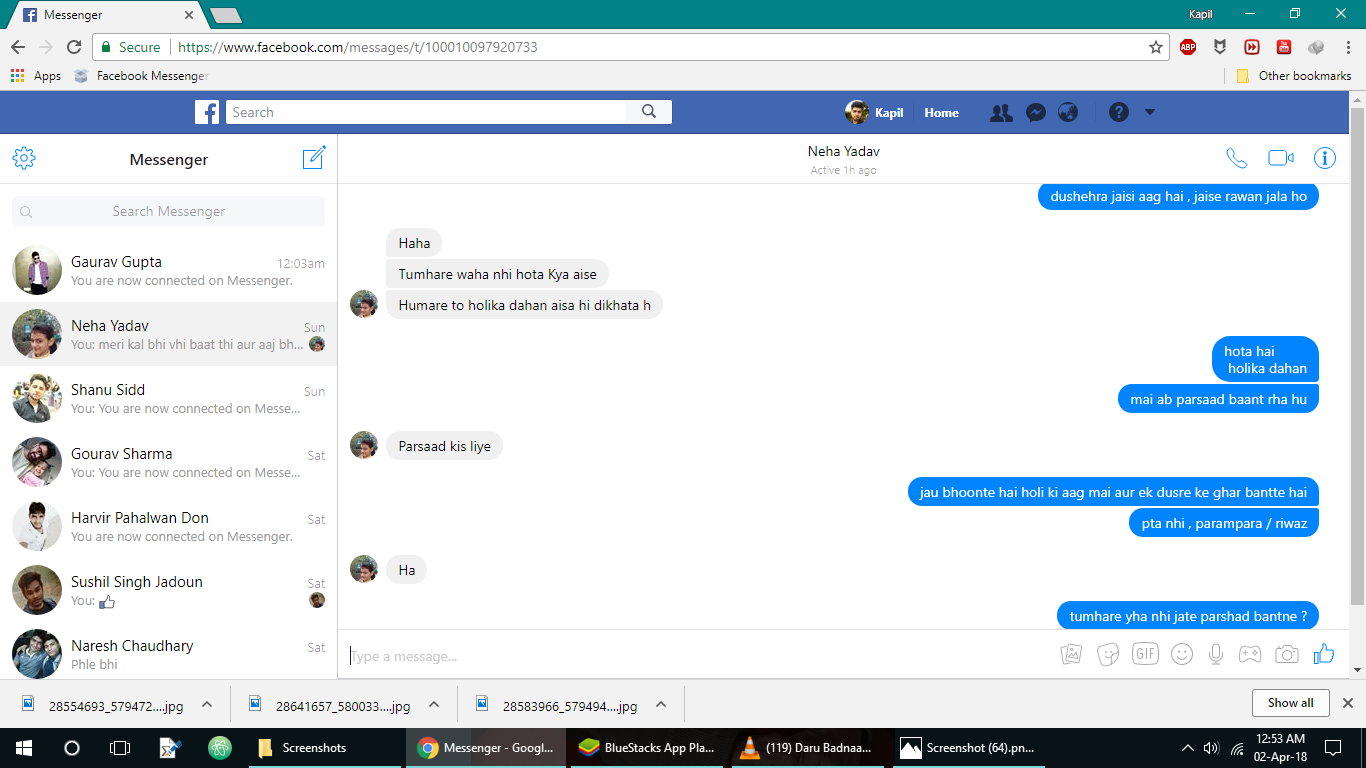 Messenger
Kapil
Secure
https://www.facebook.com/messages/t/100010097920733
ABP
Apps
Facebook Messenger
Other bookmarks
Search
Kapil
Home
Messenger
Search Messenger
Gaurav Gupta
12:03am
You are now connected on Messenger.
Neha Yadav
Sun
You: meri kal bhi vhi baat thi aur aaj bh...
Shanu Sidd
Sun
You: You are now connected on Messe...
Gourav Sharma
Sat
You: You are now connected on Messe...
Harvir Pahalwan Don
Sat
You are now connected on Messenger.
Sushil Singh Jadoun
Sat
You:
Naresh Chaudhary
Sat
Phle bhi
Neha Yadav
Active 1h ago
dushehra jaisi aag hai , jaise rawan jala ho
Haha
Tumhare waha nhi hota Kya aise
Humare to holika dahan aisa hi dikhata h
hota hai
holika dahan
mai ab parsaad baant rha hu
Parsaad kis liye
jau bhoonte hai holi ki aag mai aur ek dusre ke ghar bantte hai
pta nhi , parampara / riwaz
Ha
tumhare yha nhi jate parshad bantne ?
Type a message...
GIF
28554693_579472....jpg
28641657_580033....jpg
28583966_579494....jpg
Show all
Screenshots
Messenger - Googl...
BlueStacks App Pla...
(119) Daru Badnaa...
Screenshot (64).pn...
12:53 AM
02-Apr-18